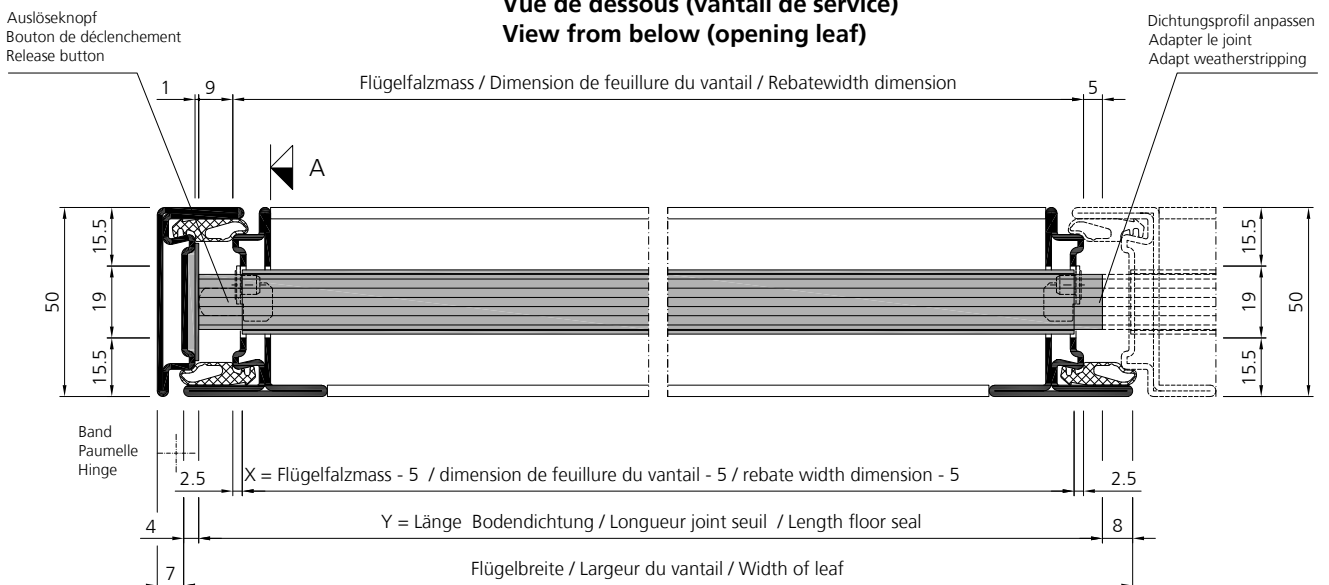 Vue de dessous (vantail de service)
View from below (opening leaf)
Auslöseknopf
Bouton de déclenchement
Release button
Dichtungsprofil anpassen
Adapter le joint
Adapt weatherstripping
1
9
Flügelfalzmass / Dimension de feuillure du vantail / Rebatewidth dimension
5
A
50
15.5
19
15.5
15.5
19
15.5
50
Band
Paumelle
Hinge
2.5
X = Flügelfalzmass - 5 / dimension de feuillure du vantail - 5 / rebate width dimension - 5
2.5
4
Y = Länge Bodendichtung / Longueur joint seuil / Length floor seal
8
7
Flügelbreite / Largeur du vantail / Width of leaf